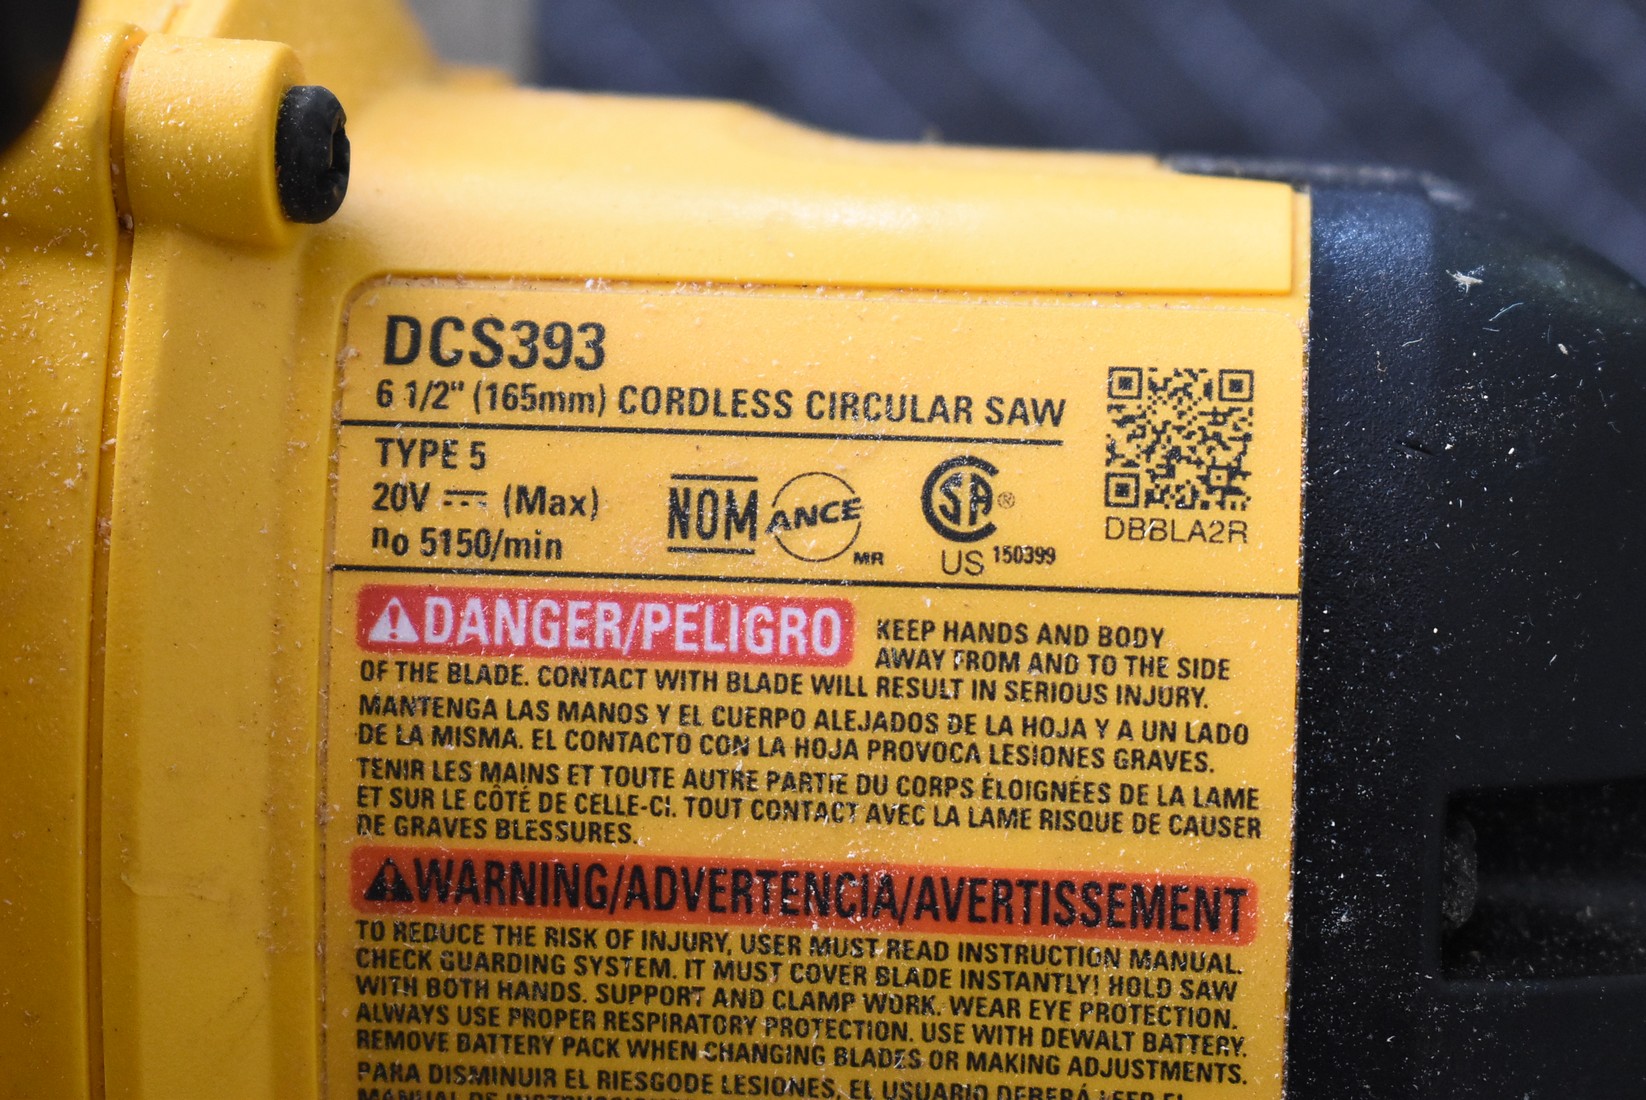 DCS393
6 1/2" (165mm) CORDLESS CIRCULAR SAW
TYPE 5
20V ⎓ (Max)
no 5150/min
NOM ANCE MR
CSA ® US 150399
DBBLA2R
DANGER/PELIGRO
KEEP HANDS AND BODY
AWAY FROM AND TO THE SIDE
OF THE BLADE. CONTACT WITH BLADE WILL RESULT IN SERIOUS INJURY.
MANTENGA LAS MANOS Y EL CUERPO ALEJADOS DE LA HOJA Y A UN LADO
DE LA MISMA. EL CONTACTO CON LA HOJA PROVOCA LESIONES GRAVES.
TENIR LES MAINS ET TOUTE AUTRE PARTIE DU CORPS ÉLOIGNÉES DE LA LAME
ET SUR LE CÔTÉ DE CELLE-CI. TOUT CONTACT AVEC LA LAME RISQUE DE CAUSER
DE GRAVES BLESSURES.
WARNING/ADVERTENCIA/AVERTISSEMENT
TO REDUCE THE RISK OF INJURY, USER MUST READ INSTRUCTION MANUAL.
CHECK GUARDING SYSTEM. IT MUST COVER BLADE INSTANTLY! HOLD SAW
WITH BOTH HANDS. SUPPORT AND CLAMP WORK. WEAR EYE PROTECTION.
ALWAYS USE PROPER RESPIRATORY PROTECTION. USE WITH DEWALT BATTERY.
REMOVE BATTERY PACK WHEN CHANGING BLADES OR MAKING ADJUSTMENTS.
PARA DISMINUIR EL RIESGODE LESIONES, EL USUARIO DEBERÁ LEER EL
MANUAL DE